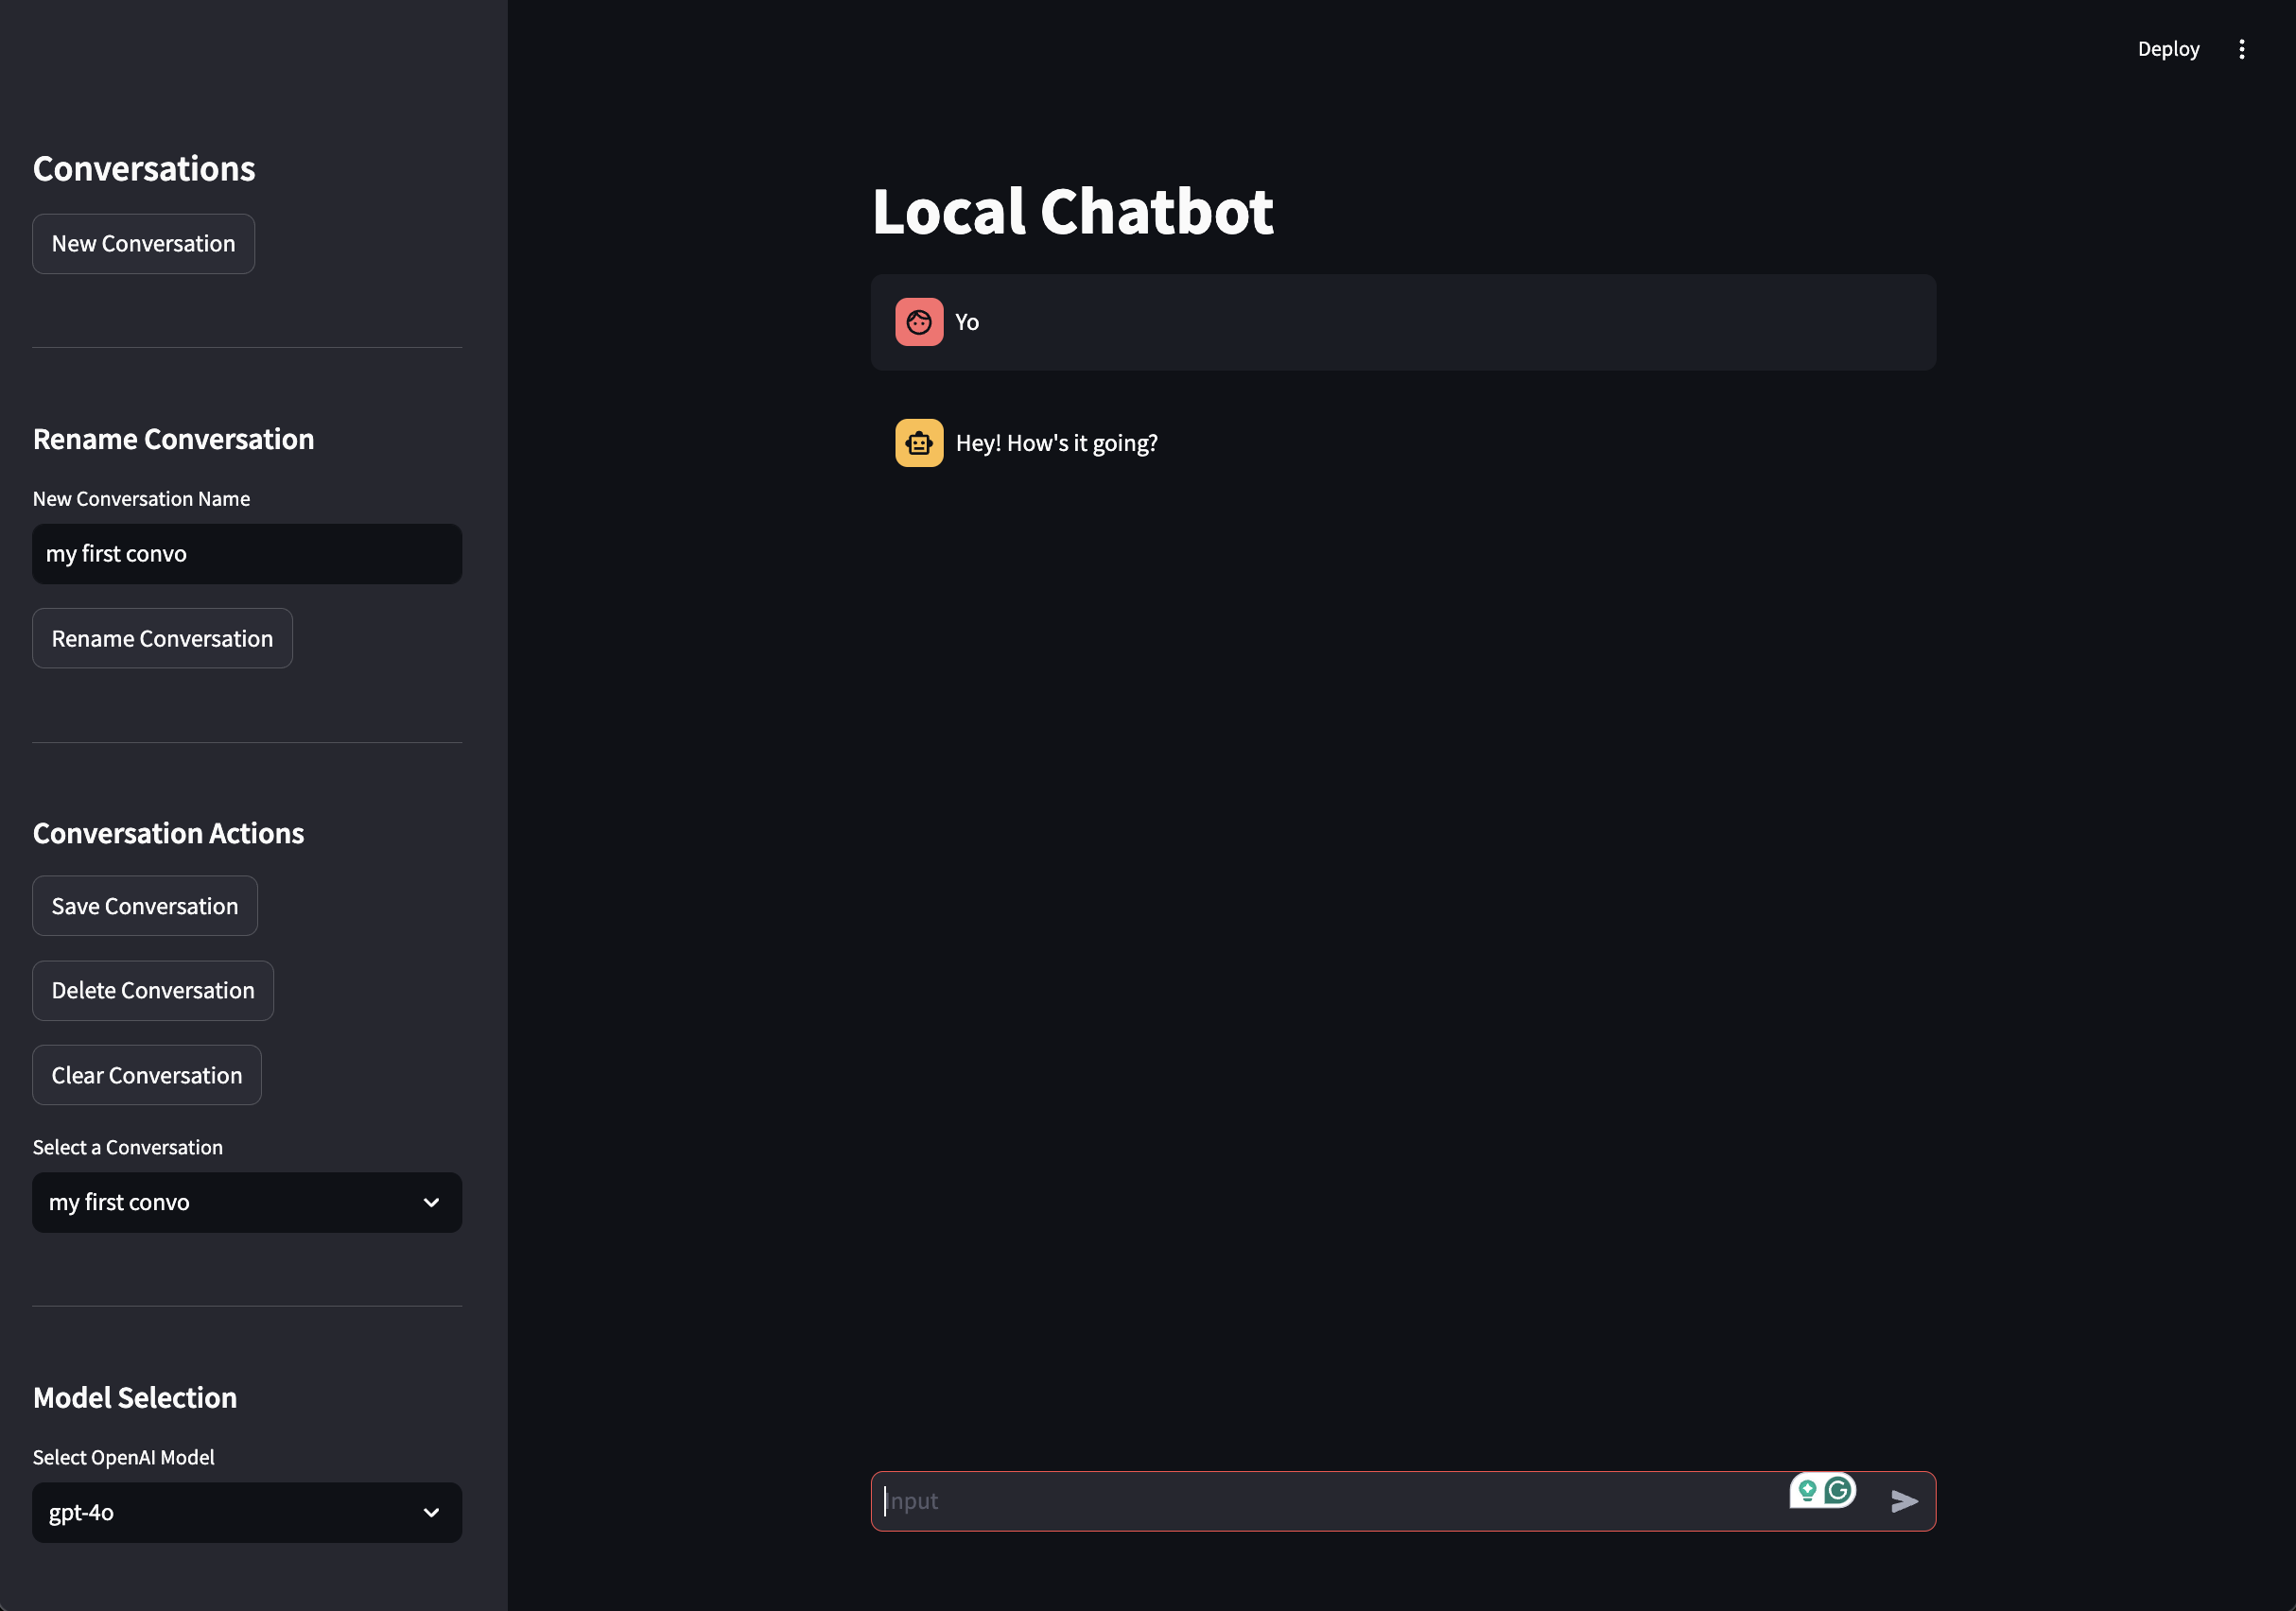 Deploy
Conversations
New Conversation
Rename Conversation
New Conversation Name
my first convo
Rename Conversation
Conversation Actions
Save Conversation
Delete Conversation
Clear Conversation
Select a Conversation
my first convo
Model Selection
Select OpenAI Model
gpt-4o
Local Chatbot
Yo
Hey! How's it going?
Input